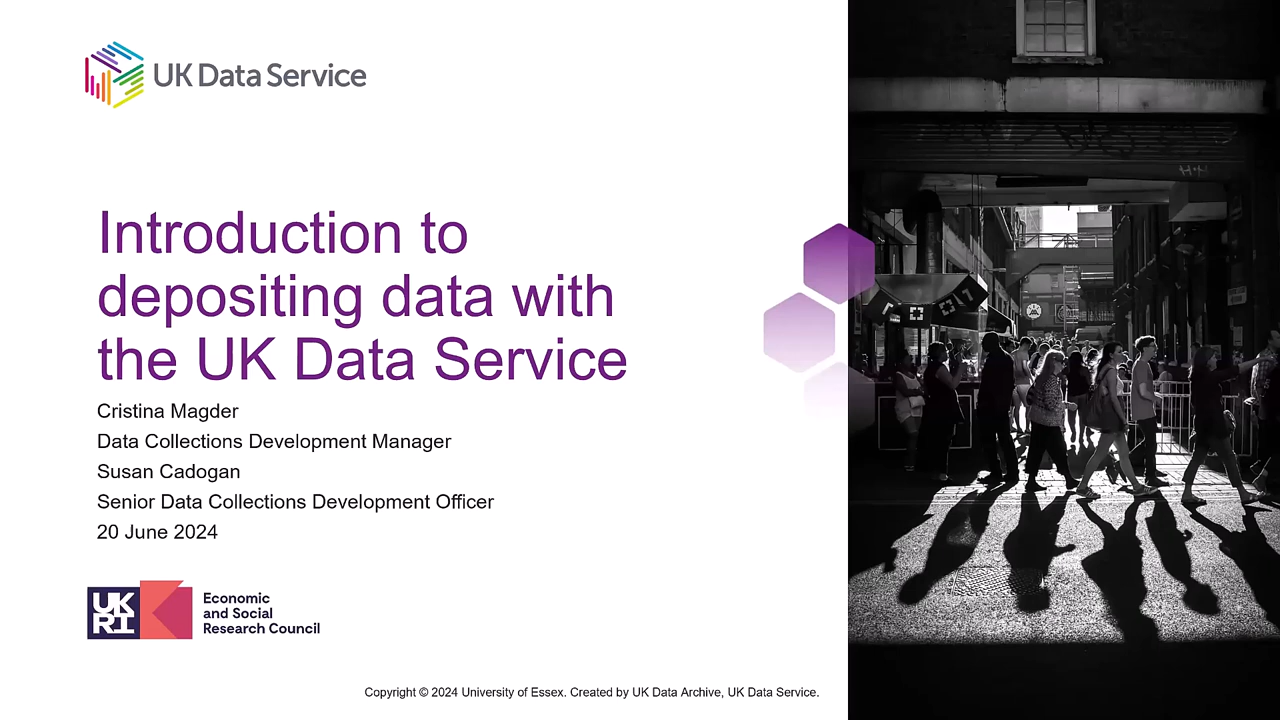 UK Data Service
Introduction to
depositing data with
the UK Data Service
Cristina Magder
Data Collections Development Manager
Susan Cadogan
Senior Data Collections Development Officer
20 June 2024
UK
RI
Economic
and Social
Research Council
Copyright © 2024 University of Essex. Created by UK Data Archive, UK Data Service.